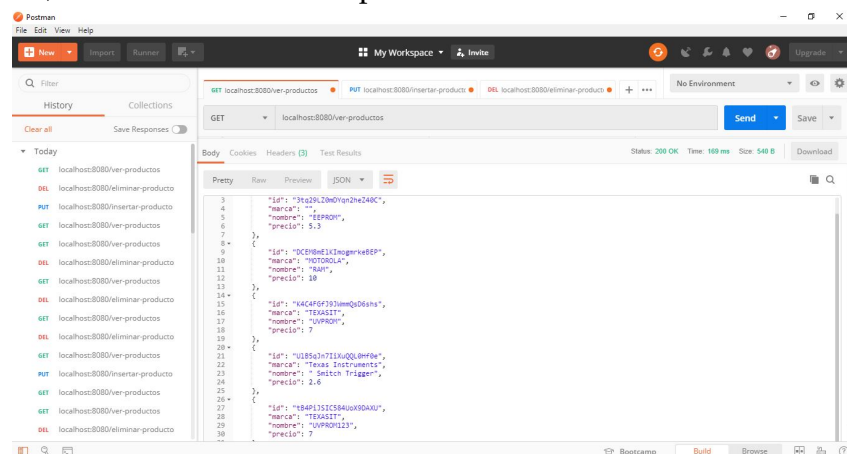 Postman
File Edit View Help
New Import Runner My Workspace Invite Upgrade
Filter
History Collections
Clear all Save Responses
Today
GET localhost:8080/ver-productos
DEL localhost:8080/eliminar-producto
PUT localhost:8080/insertar-producto
GET localhost:8080/ver-productos
GET localhost:8080/ver-productos
DEL localhost:8080/eliminar-producto
GET localhost:8080/ver-productos
DEL localhost:8080/eliminar-producto
GET localhost:8080/ver-productos
DEL localhost:8080/eliminar-producto
GET localhost:8080/ver-productos
PUT localhost:8080/insertar-producto
GET localhost:8080/ver-productos
GET localhost:8080/ver-productos
DEL localhost:8080/eliminar-producto
GET localhost:8080/ver-productos PUT localhost:8080/insertar-producto DEL localhost:8080/eliminar-producto No Environment
GET localhost:8080/ver-productos Send Save
Body Cookies Headers (3) Test Results Status: 200 OK Time: 169 ms Size: 540 B Download
Pretty Raw Preview JSON
3 "id": "3tq29LZ0mDYqn2heZ40C",
4 "marca": "",
5 "nombre": "EEPROM",
6 "precio": 5.3
7 },
8 {
9 "id": "DCEM8mElKImogmrkeBEP",
10 "marca": "MOTOROLA",
11 "nombre": "RAM",
12 "precio": 10
13 },
14 {
15 "id": "K4C4FGfJ9JWmmQsD6shs",
16 "marca": "TEXASIT",
17 "nombre": "UVPROM",
18 "precio": 7
19 },
20 {
21 "id": "UlBSqJn7IiXuQQL0Hf0e",
22 "marca": "Texas Instruments",
23 "nombre": " Smitch Trigger",
24 "precio": 2.6
25 },
26 {
27 "id": "tB4PiJSIC584UoX9DAXU",
28 "marca": "TEXASIT",
29 "nombre": "UVPROM123",
30 "precio": 7
Bootcamp Build Browse